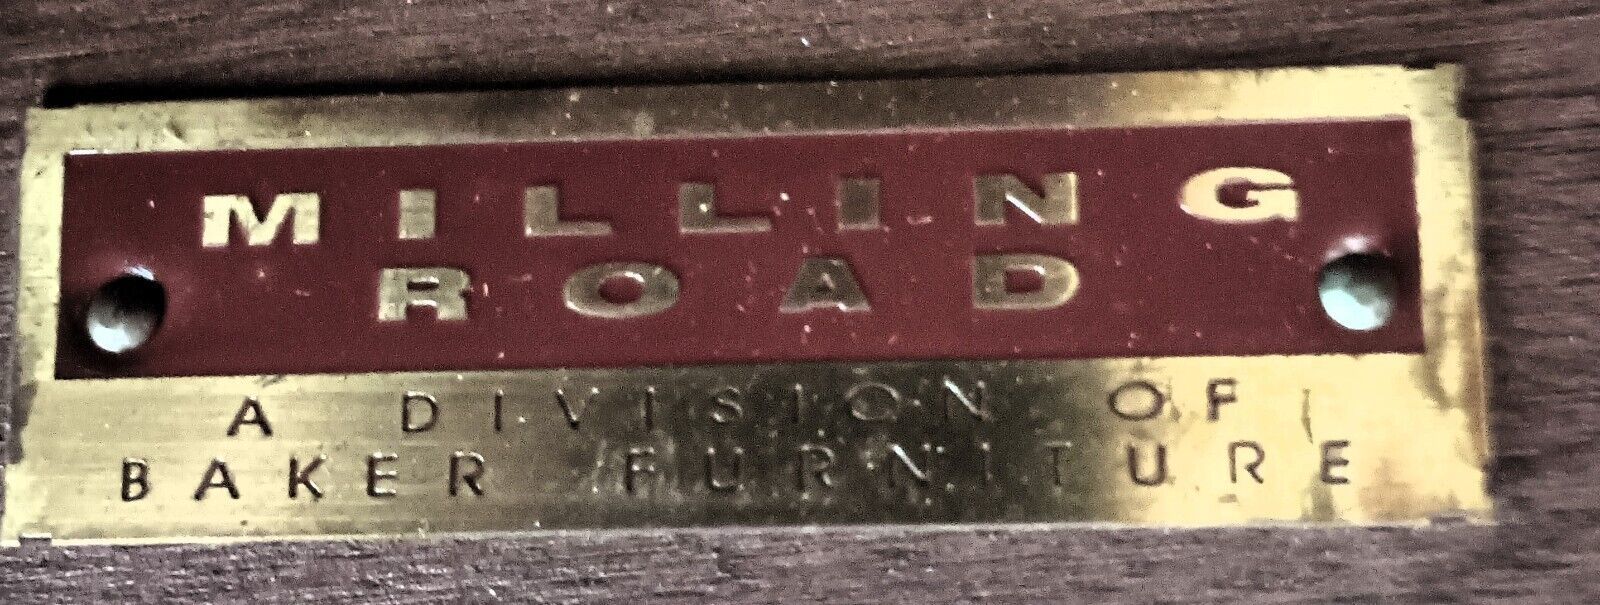 MILLING
ROAD
A DIVISION OF
BAKER FURNITURE